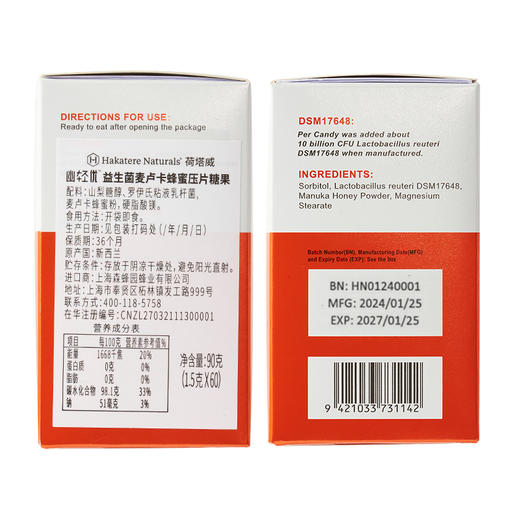 DIRECTIONS FOR USE:
Ready to eat after opening the package
Hakatere Naturals® 荷塔威
幽轻优® 益生菌麦卢卡蜂蜜压片糖果
配料:山梨糖醇、罗伊氏粘液乳杆菌,
麦卢卡蜂蜜粉,硬脂酸镁。
食用方法:开袋即食。
生产日期:见包装打码处(/年/月/日)
保质期:36个月
原产国:新西兰
贮存条件:存放于阴凉干燥处,避免阳光直射。
进口商:上海森蜂园蜂业有限公司
地址:上海市奉贤区柘林镇发工路999号
联系方式:400-118-5758
在华注册编号:CNZL27032111300001
营养成分表
项目 每100克 营养素参考值%
能量 1668千焦 20%
蛋白质 0克 0%
脂肪 0克 0%
碳水化合物 98.1克 33%
钠 51毫克 3%
净含量:90克
(1.5克X60)
DSM17648:
Per Candy was added about
10 billion CFU Lactobacillus reuteri
DSM17648 when manufactured.
INGREDIENTS:
Sorbitol, Lactobacillus reuteri DSM17648,
Manuka Honey Powder, Magnesium
Stearate
Batch Number(BN), Manufacturing Date(MFG)
and Expiry Date (EXP): See the box
BN: HN01240001
MFG: 2024/01/25
EXP: 2027/01/25
9 421033 731142